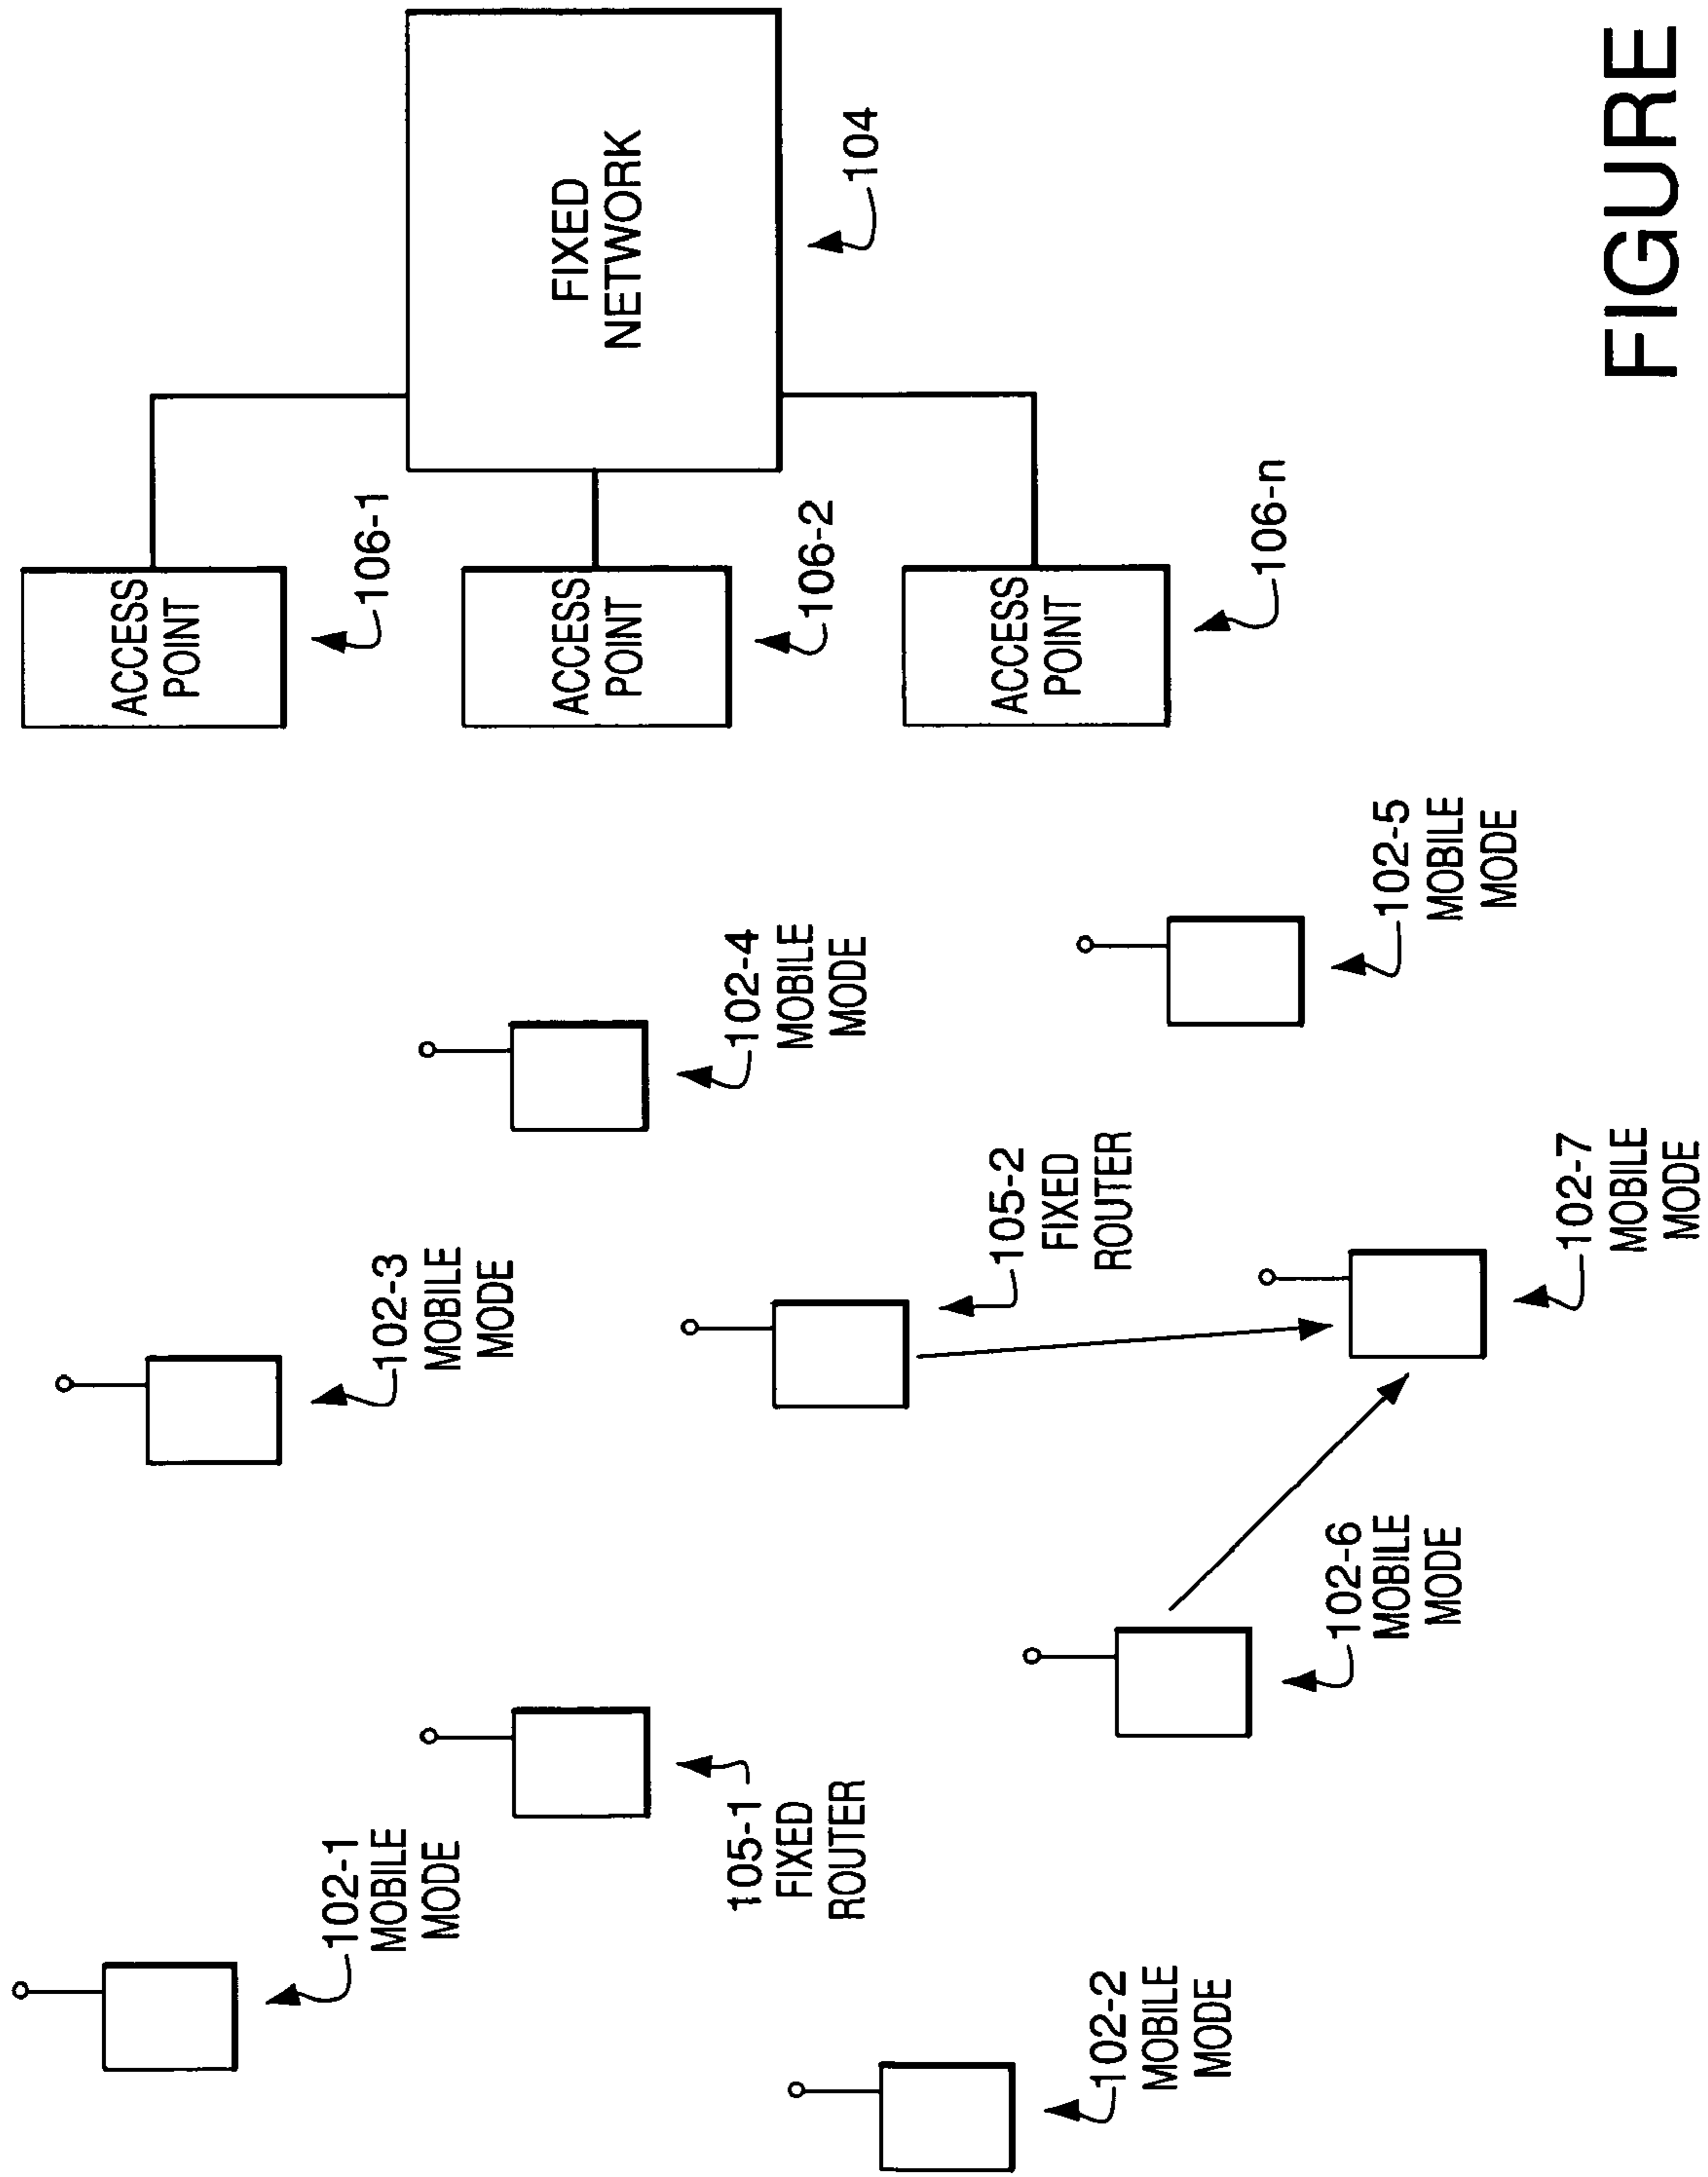 102-1
MOBILE
MODE
102-3
MOBILE
MODE
ACCESS
POINT
106-1
105-1
FIXED
ROUTER
102-4
MOBILE
MODE
ACCESS
POINT
106-2
FIXED
NETWORK
104
102-2
MOBILE
MODE
105-2
FIXED
ROUTER
ACCESS
POINT
106-n
102-6
MOBILE
MODE
102-5
MOBILE
MODE
102-7
MOBILE
MODE
FIGURE